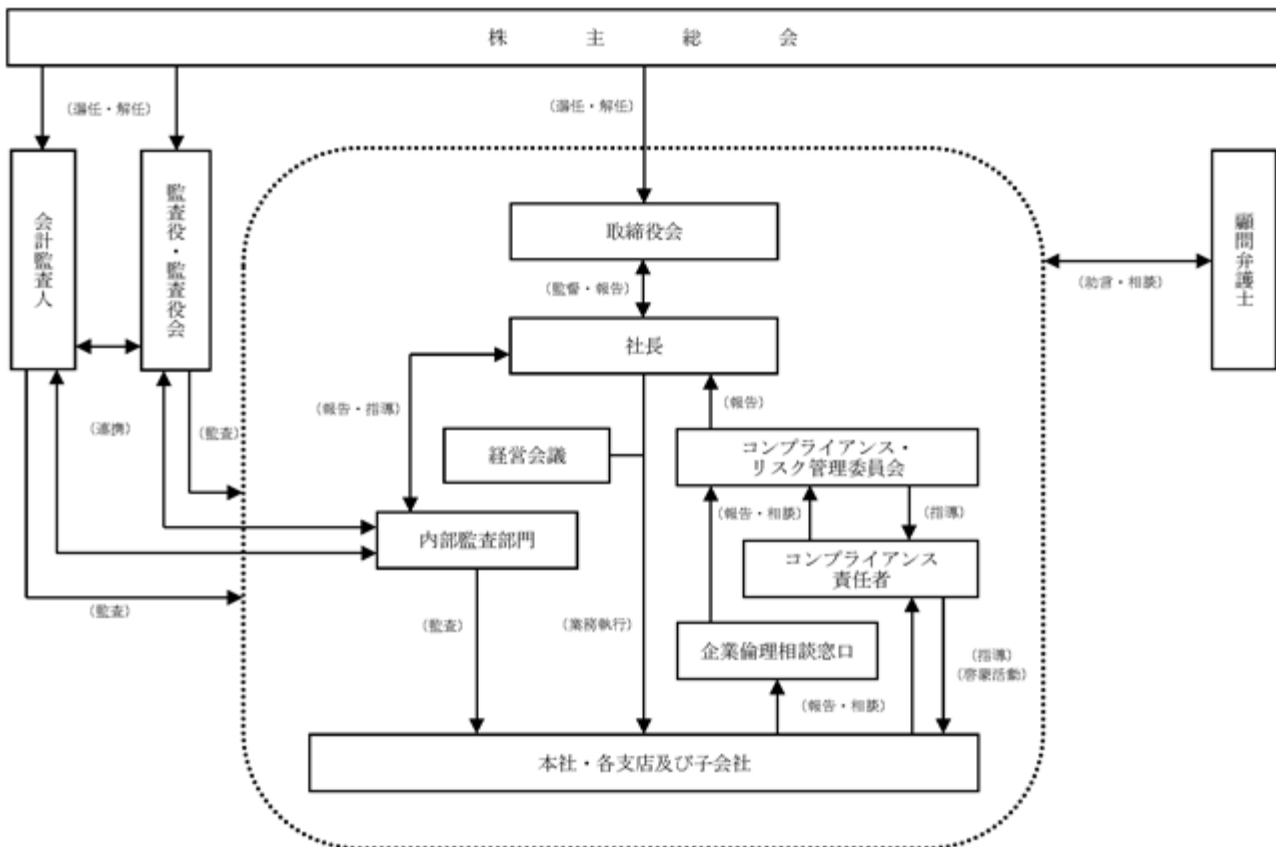 株主総会
(選任・解任)
(選任・解任)
会計監査人
監査役・監査役会
取締役会
顧問弁護士
(助言・相談)
(監督・報告)
社長
(報告・指導)
(報告)
(連携)
(監査)
経営会議
コンプライアンス・
リスク管理委員会
(報告・相談)
(指導)
内部監査部門
コンプライアンス
責任者
(監査)
(監査)
(業務執行)
企業倫理相談窓口
(指導)
(啓蒙活動)
(報告・相談)
本社・各支店及び子会社